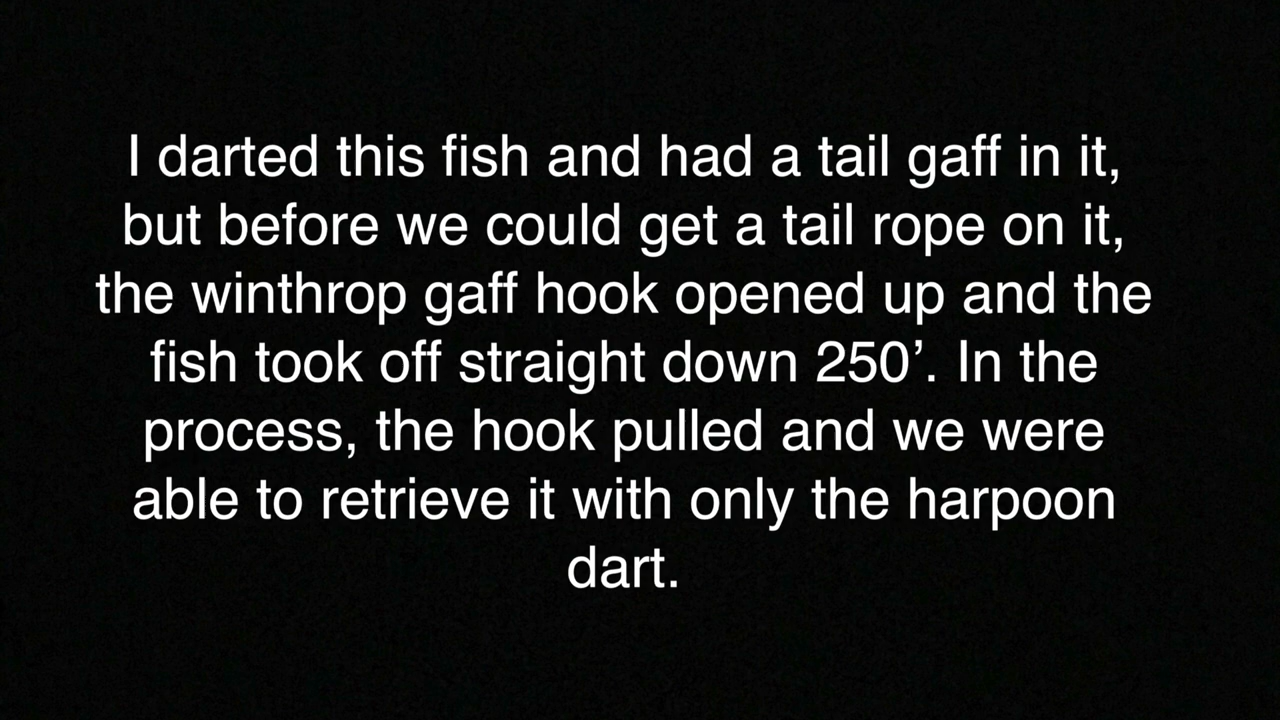 I darted this fish and had a tail gaff in it,
but before we could get a tail rope on it,
the winthrop gaff hook opened up and the
fish took off straight down 250’. In the
process, the hook pulled and we were
able to retrieve it with only the harpoon
dart.